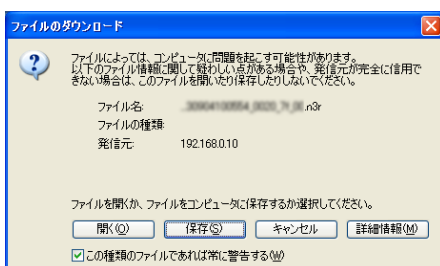 ファイルのダウンロード
ファイルによっては、コンピュータに問題を起こす可能性があります。
以下のファイル情報に関して疑わしい点がある場合や、発信元が完全に信用で
きない場合は、このファイルを開いたり保存したりしないでください。
ファイル名: .n3r
ファイルの種類:
発信元: 192.168.0.10
ファイルを開くか、ファイルをコンピュータに保存するか選択してください。
開く(O) 保存(S) キャンセル 詳細情報(M)
この種類のファイルであれば常に警告する(W)